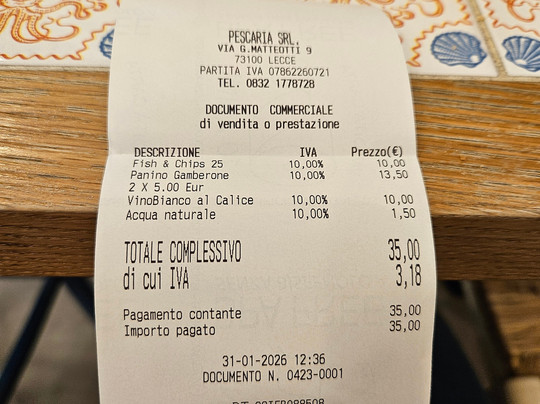 PESCARIA SRL.
VIA G.MATTEOTTI 9
73100 LECCE
PARTITA IVA 07862260721
TEL. 0832 1778728
DOCUMENTO COMMERCIALE
di vendita o prestazione
DESCRIZIONE IVA Prezzo(€)
Fish & Chips 25 10,00% 10,00
Panino Gamberone 10,00% 13,50
2 X 5.00 Eur
VinoBianco al Calice 10,00% 10,00
Acqua naturale 10,00% 1,50
TOTALE COMPLESSIVO 35,00
di cui IVA 3,18
Pagamento contante 35,00
Importo pagato 35,00
31-01-2026 12:36
DOCUMENTO N. 0423-0001